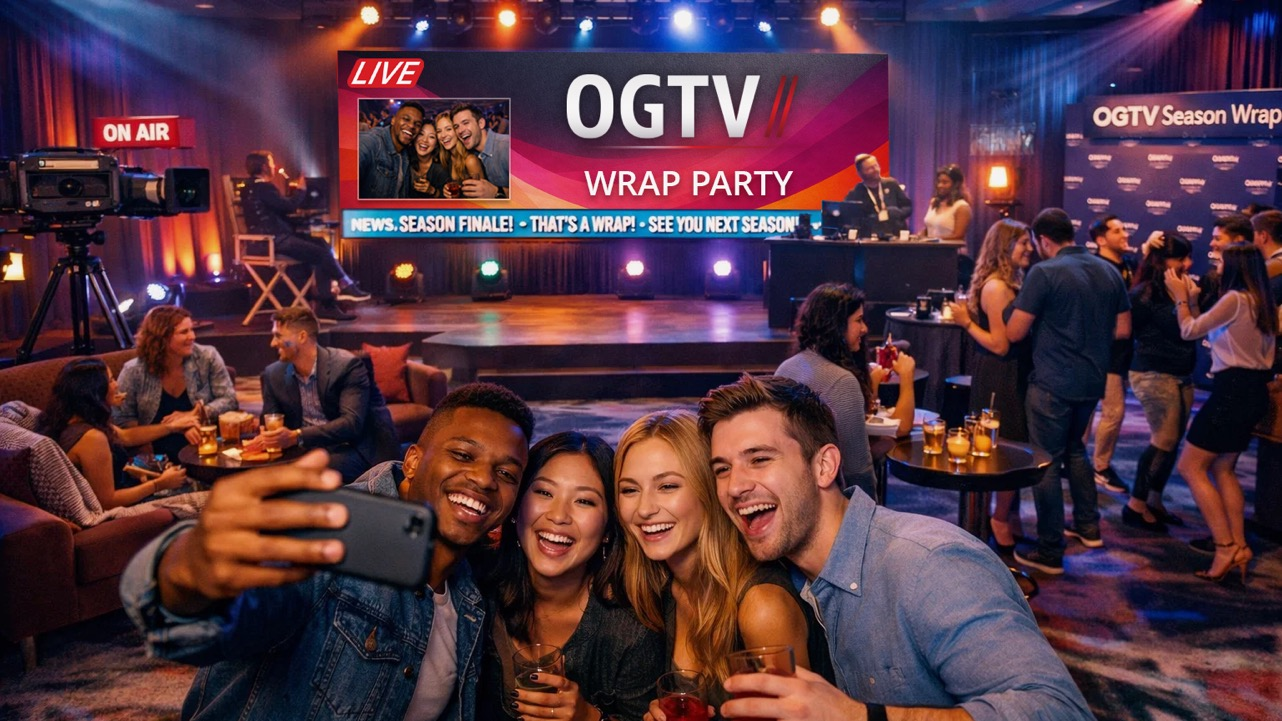 LIVE
OGTV
WRAP PARTY
NEWS. SEASON FINALE! • THAT'S A WRAP! • SEE YOU NEXT SEASON!
ON AIR
OGTV Season Wrap